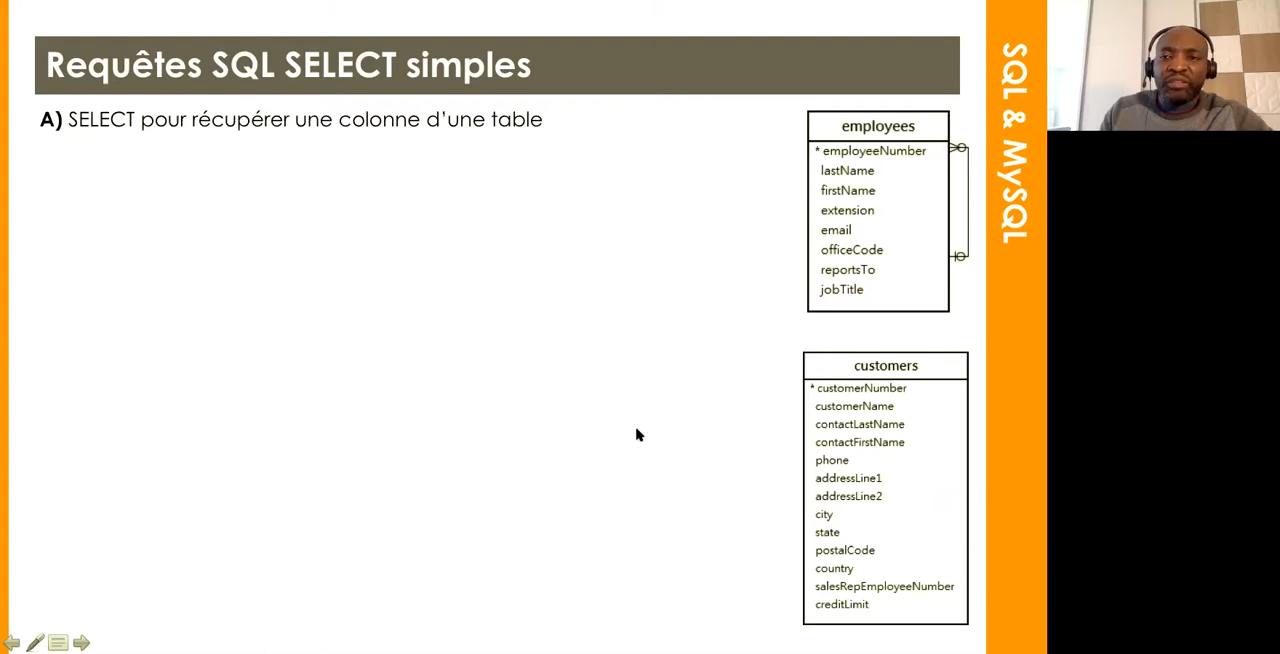 Requêtes SQL SELECT simples
A) SELECT pour récupérer une colonne d’une table
employees
* employeeNumber
lastName
firstName
extension
email
officeCode
reportsTo
jobTitle
customers
* customerNumber
customerName
contactLastName
contactFirstName
phone
addressLine1
addressLine2
city
state
postalCode
country
salesRepEmployeeNumber
creditLimit
SQL & MySQL